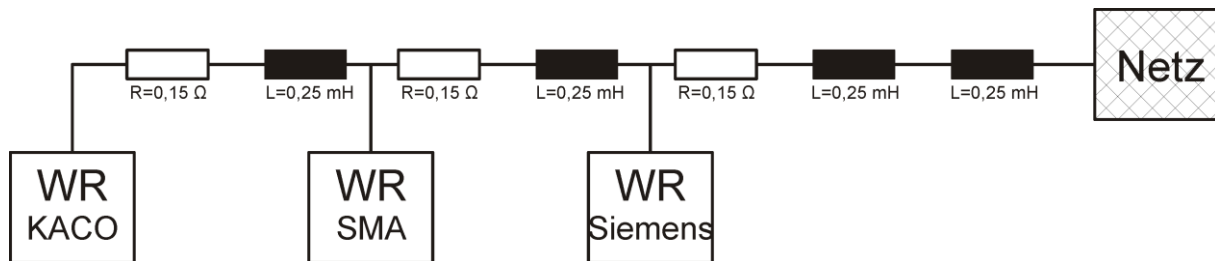 Netz
R=0,15 Ω
L=0,25 mH
R=0,15 Ω
L=0,25 mH
R=0,15 Ω
L=0,25 mH
L=0,25 mH
WR
KACO
WR
SMA
WR
Siemens